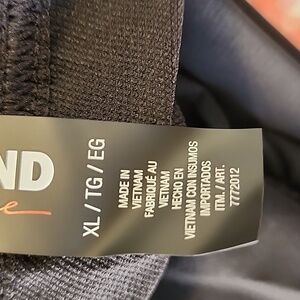 ND
e
XL / TG / EG
MADE IN
VIETNAM
FABRIQUÉ AU
VIETNAM
HECHO EN
VIETNAM CON INSUMOS
IMPORTADOS
ITM. / ART.
7772012